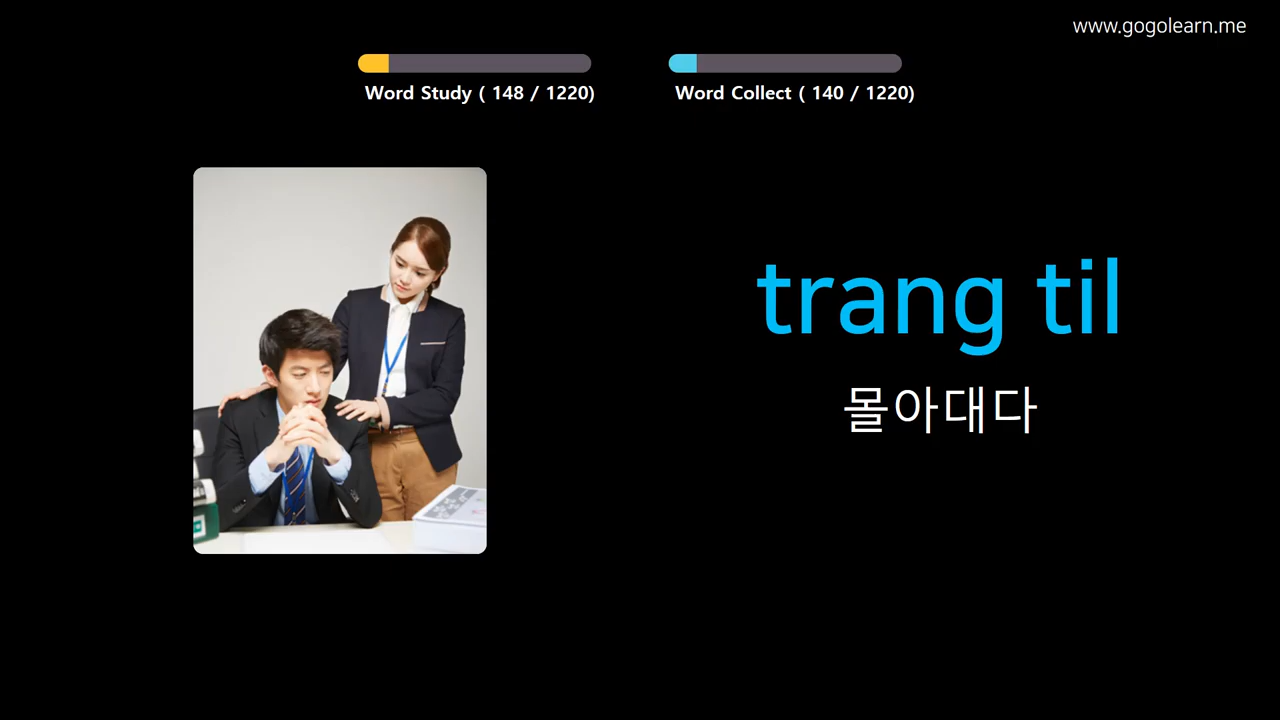 www.gogolearn.me
Word Study ( 148 / 1220)
Word Collect ( 140 / 1220)
trang til
몰아대다